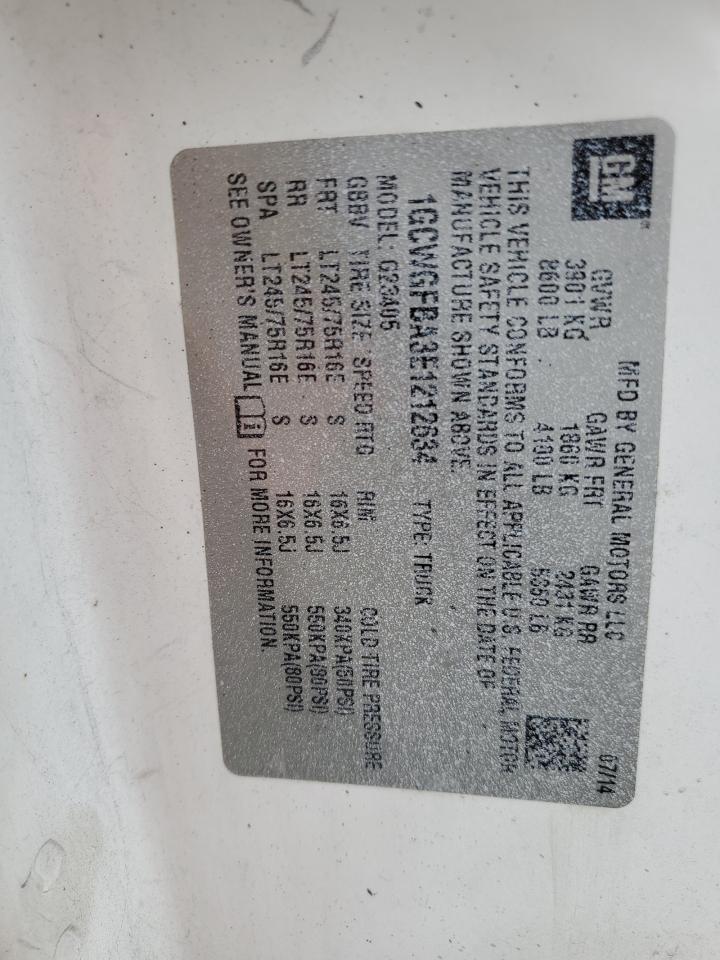 GM ®
MFD BY GENERAL MOTORS LLC 07/14
GVWR GAWR FRT GAWR RR
3901 KG 1860 KG 2431 KG
8600 LB 4100 LB 5360 LB
THIS VEHICLE CONFORMS TO ALL APPLICABLE U.S. FEDERAL MOTOR
VEHICLE SAFETY STANDARDS IN EFFECT ON THE DATE OF
MANUFACTURE SHOWN ABOVE.
1GCWGFBA3E1212634 TYPE: TRUCK
MODEL: G23405
GBRV TIRE SIZE SPEED RTG RIM COLD TIRE PRESSURE
FRT LT245/75R16E S 16X6.5J 340KPA(50PSI)
RR LT245/75R16E S 16X6.5J 550KPA(80PSI)
SPA LT245/75R16E S 16X6.5J 550KPA(80PSI)
SEE OWNER'S MANUAL FOR MORE INFORMATION.